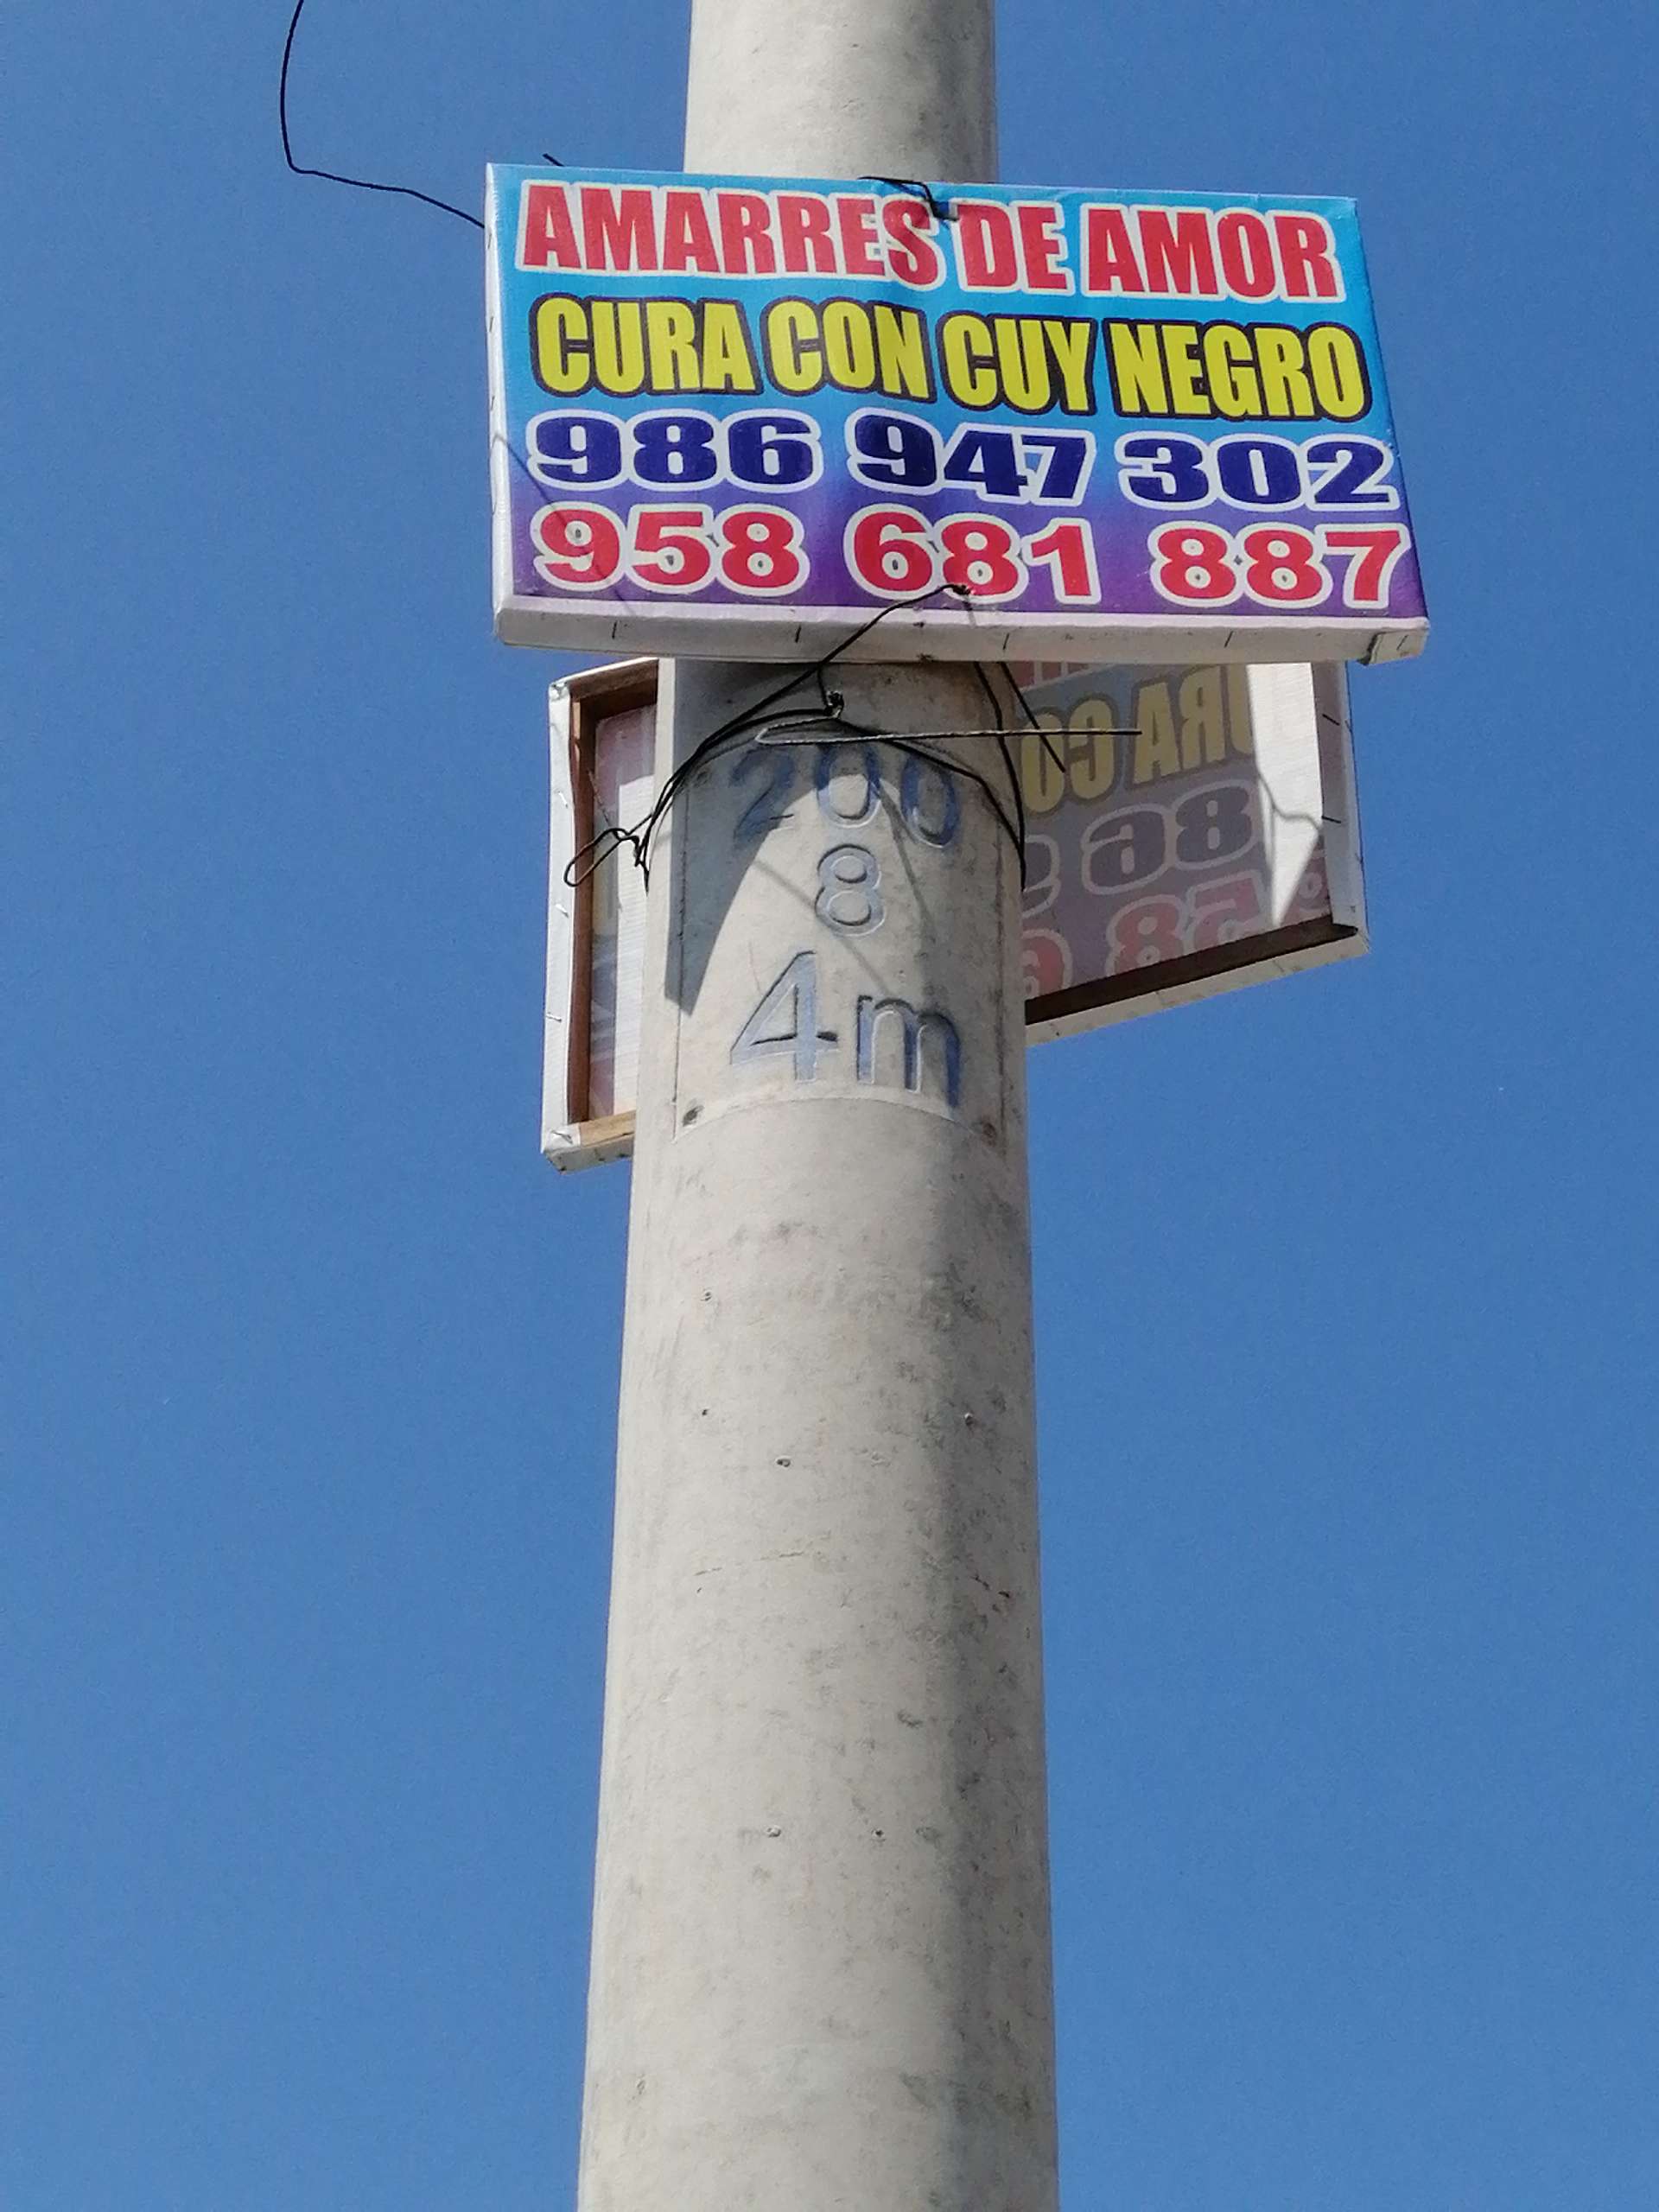 AMARRES DE AMOR
CURA CON CUY NEGRO
986 947 302
958 681 887
200
8
4m